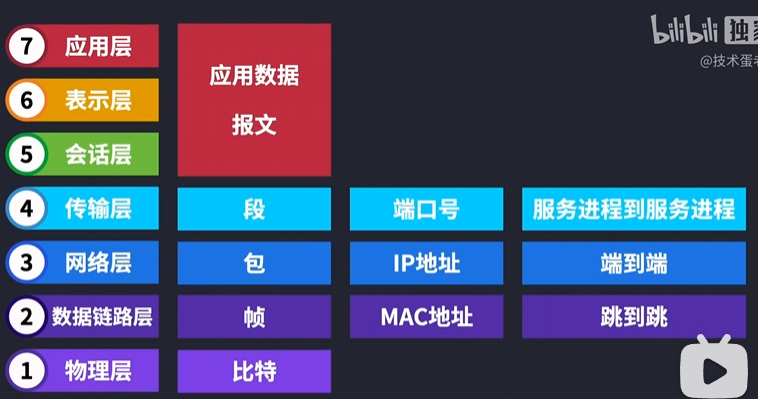 bilibili 独家
@技术蛋老
7 应用层
应用数据
报文
6 表示层
5 会话层
4 传输层 段 端口号 服务进程到服务进程
3 网络层 包 IP地址 端到端
2 数据链路层 帧 MAC地址 跳到跳
1 物理层 比特